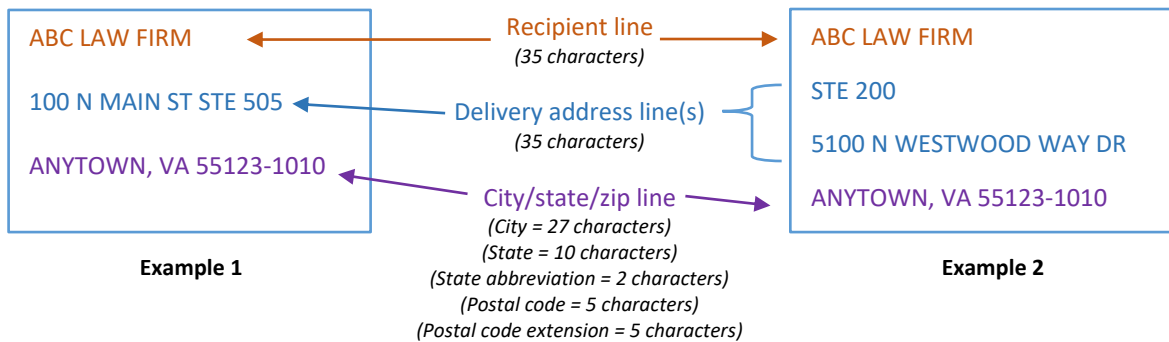 ABC LAW FIRM
100 N MAIN ST STE 505
ANYTOWN, VA 55123-1010
Example 1
Recipient line
(35 characters)
Delivery address line(s)
(35 characters)
City/state/zip line
(City = 27 characters)
(State = 10 characters)
(State abbreviation = 2 characters)
(Postal code = 5 characters)
(Postal code extension = 5 characters)
ABC LAW FIRM
STE 200
5100 N WESTWOOD WAY DR
ANYTOWN, VA 55123-1010
Example 2